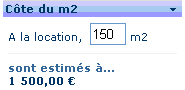 Côte du m2
A la location, 150 m2
sont estimés à...
1 500,00 €